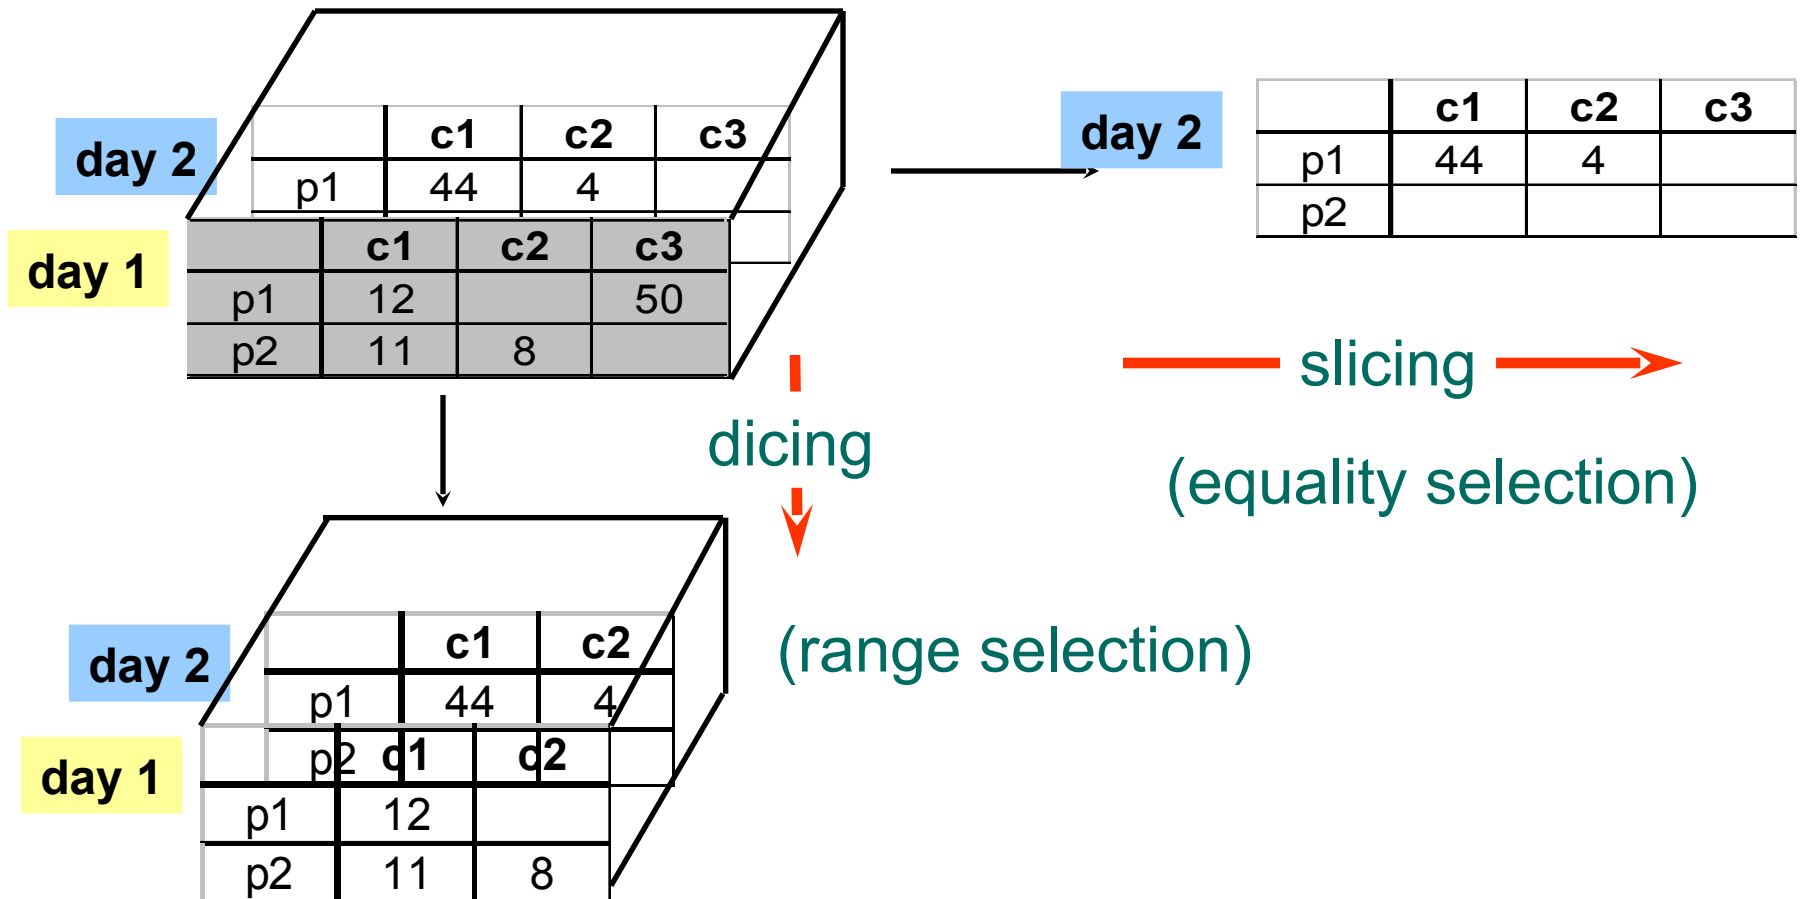 day 2
c1 c2 c3
p1 44 4
day 1
c1 c2 c3
p1 12 50
p2 11 8
day 2
c1 c2 c3
p1 44 4
p2
slicing
(equality selection)
dicing
(range selection)
day 2
c1 c2
p1 44 4
p2
day 1
c1 c2
p1 12
p2 11 8